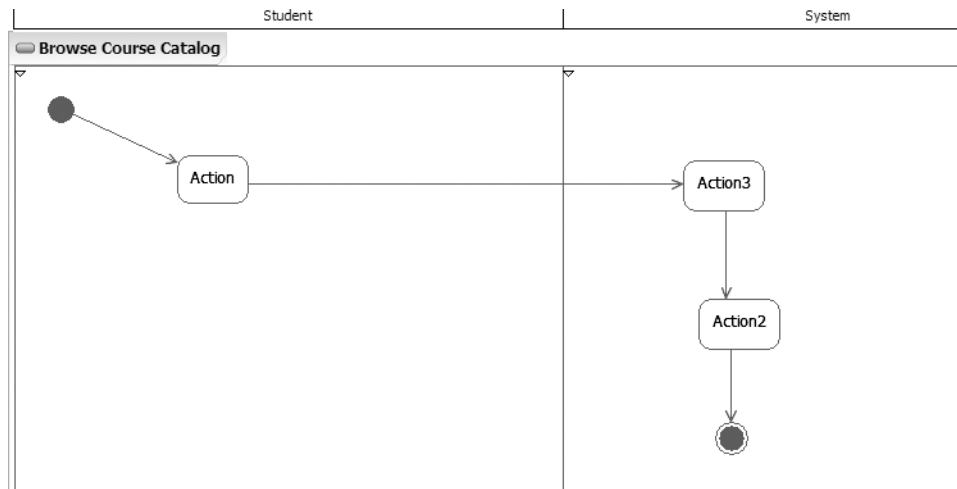 Student
System
Browse Course Catalog
Action
Action3
Action2